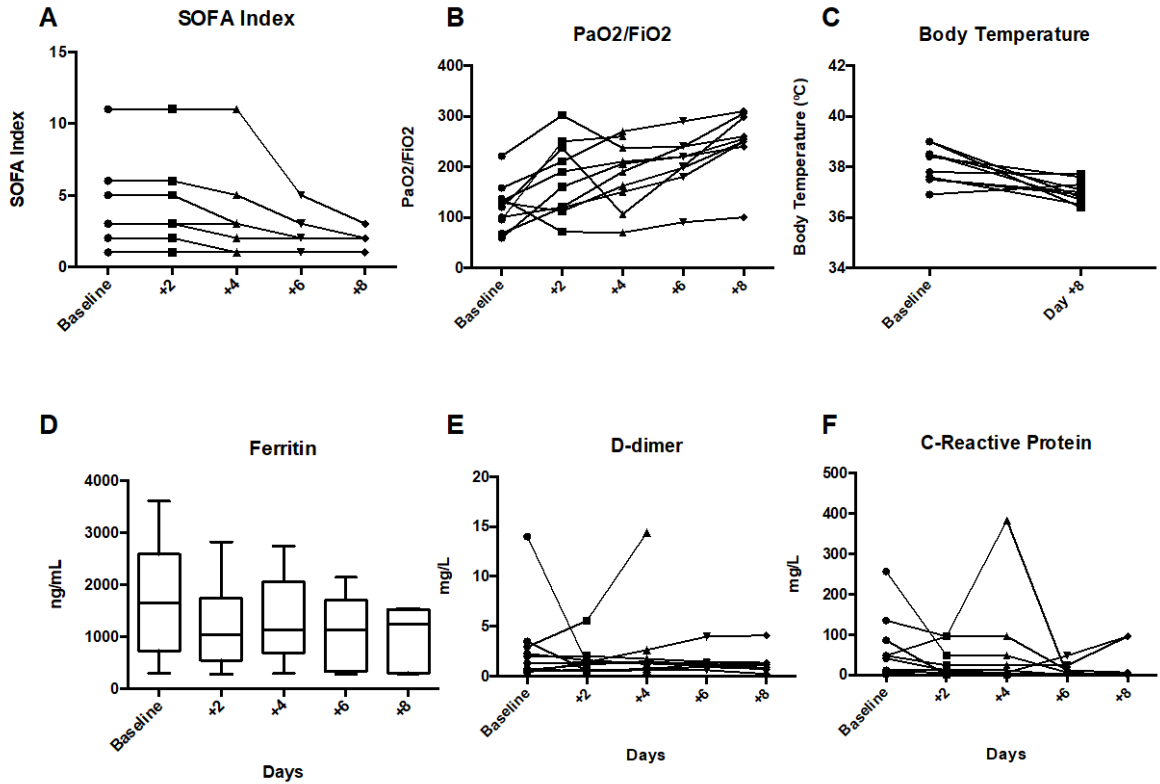 A
SOFA Index
SOFA Index
15
10
5
0
Baseline
+2
+4
+6
+8
B
PaO2/FiO2
PaO2/FiO2
400
300
200
100
0
Baseline
+2
+4
+6
+8
C
Body Temperature
Body Temperature (ºC)
42
40
38
36
34
Baseline
Day +8
D
Ferritin
ng/mL
4000
3000
2000
1000
0
Baseline
+2
+4
+6
+8
Days
E
D-dimer
mg/L
20
15
10
5
0
Baseline
+2
+4
+6
+8
Days
F
C-Reactive Protein
mg/L
500
400
300
200
100
0
Baseline
+2
+4
+6
+8
Days